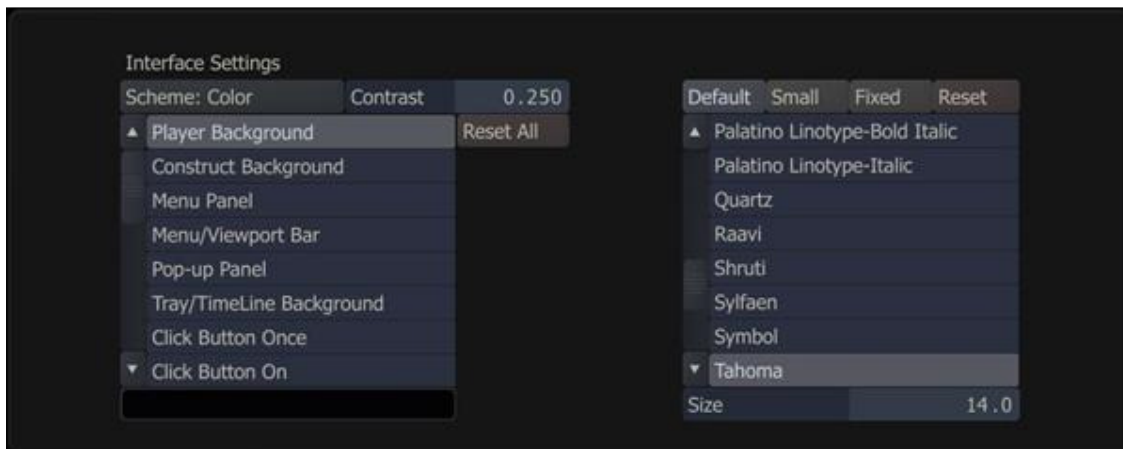 Interface Settings
Scheme: Color Contrast 0.250
Player Background Reset All
Construct Background
Menu Panel
Menu/Viewport Bar
Pop-up Panel
Tray/TimeLine Background
Click Button Once
Click Button On
Default Small Fixed Reset
Palatino Linotype-Bold Italic
Palatino Linotype-Italic
Quartz
Raavi
Shruti
Sylfaen
Symbol
Tahoma
Size 14.0